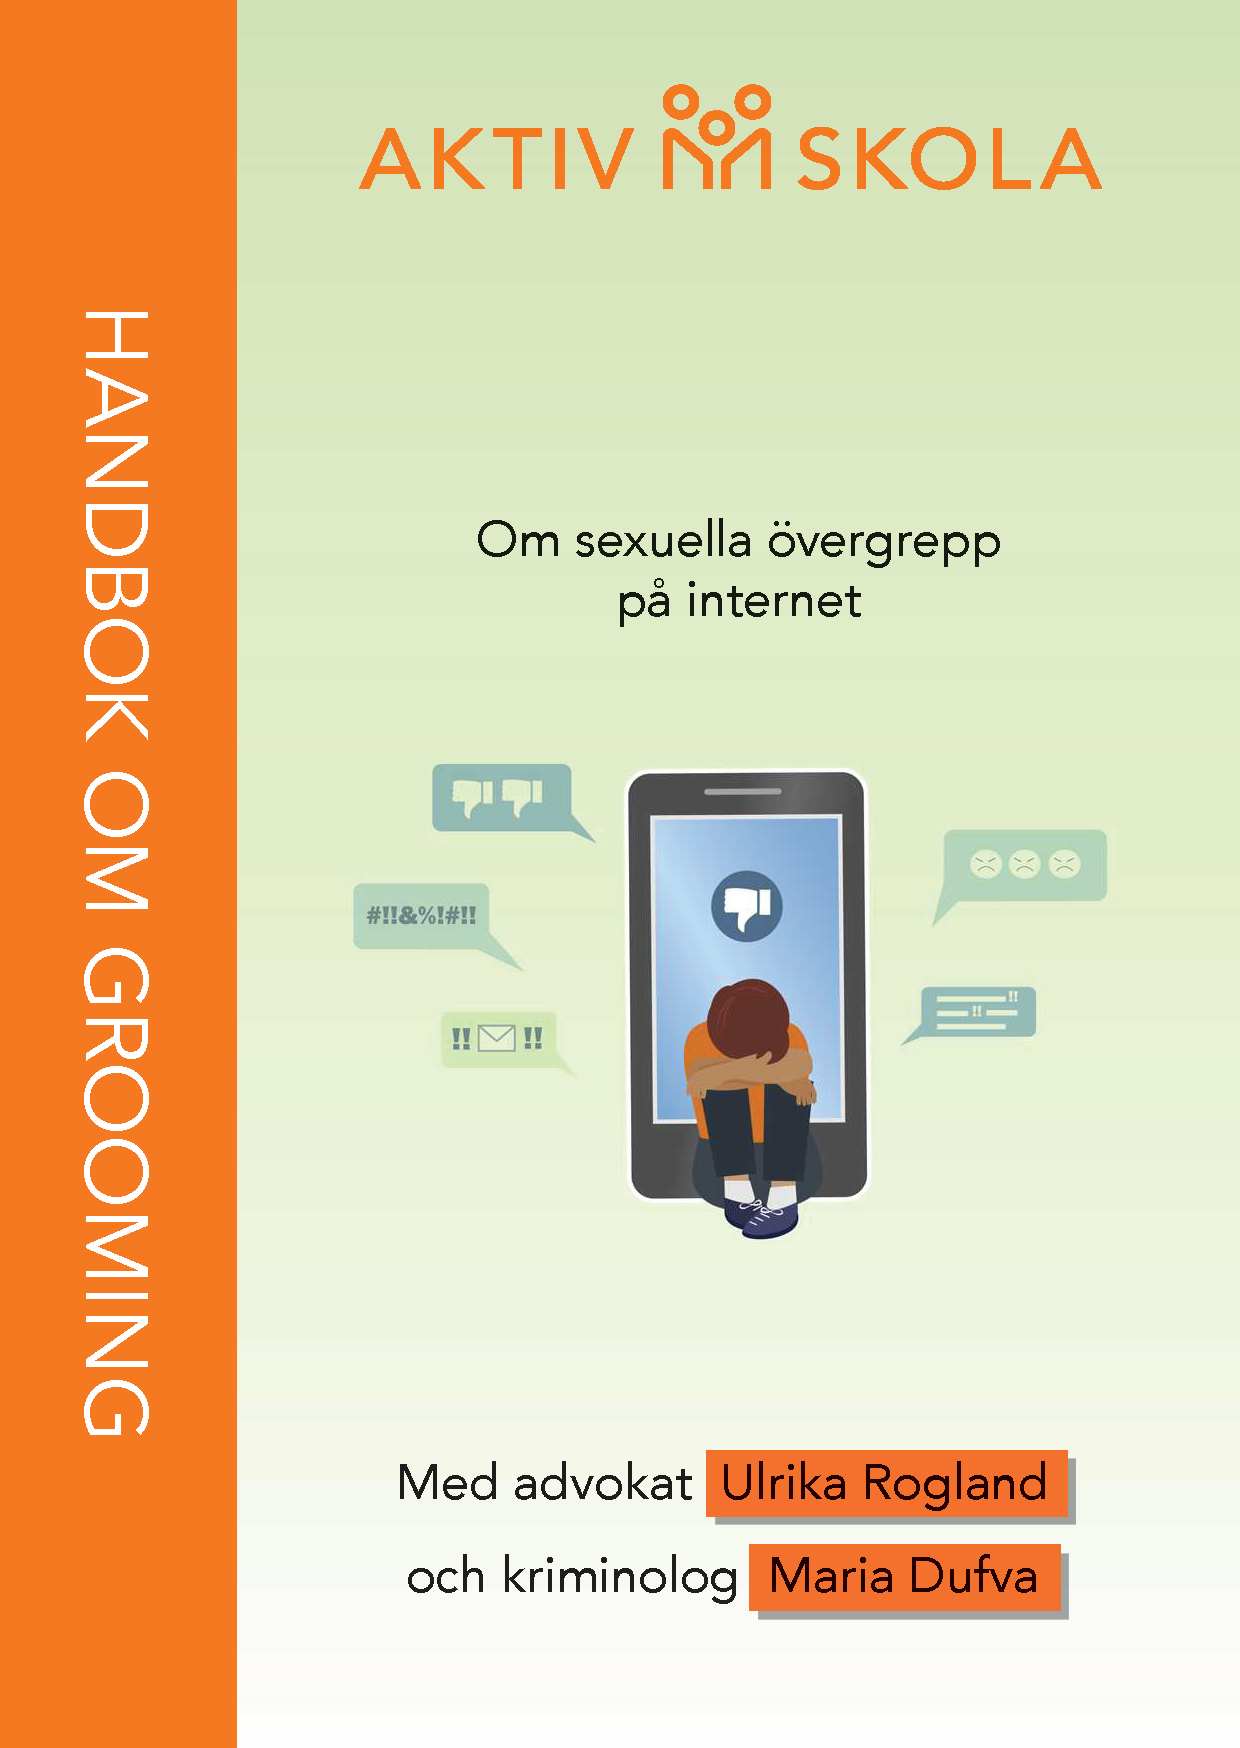 AKTIV SKOLA
HANDBOK OM GROOMING
Om sexuella övergrepp
på internet
#!!&%!#!!
!! !!
!!
!!
Med advokat Ulrika Rogland
och kriminolog Maria Dufva